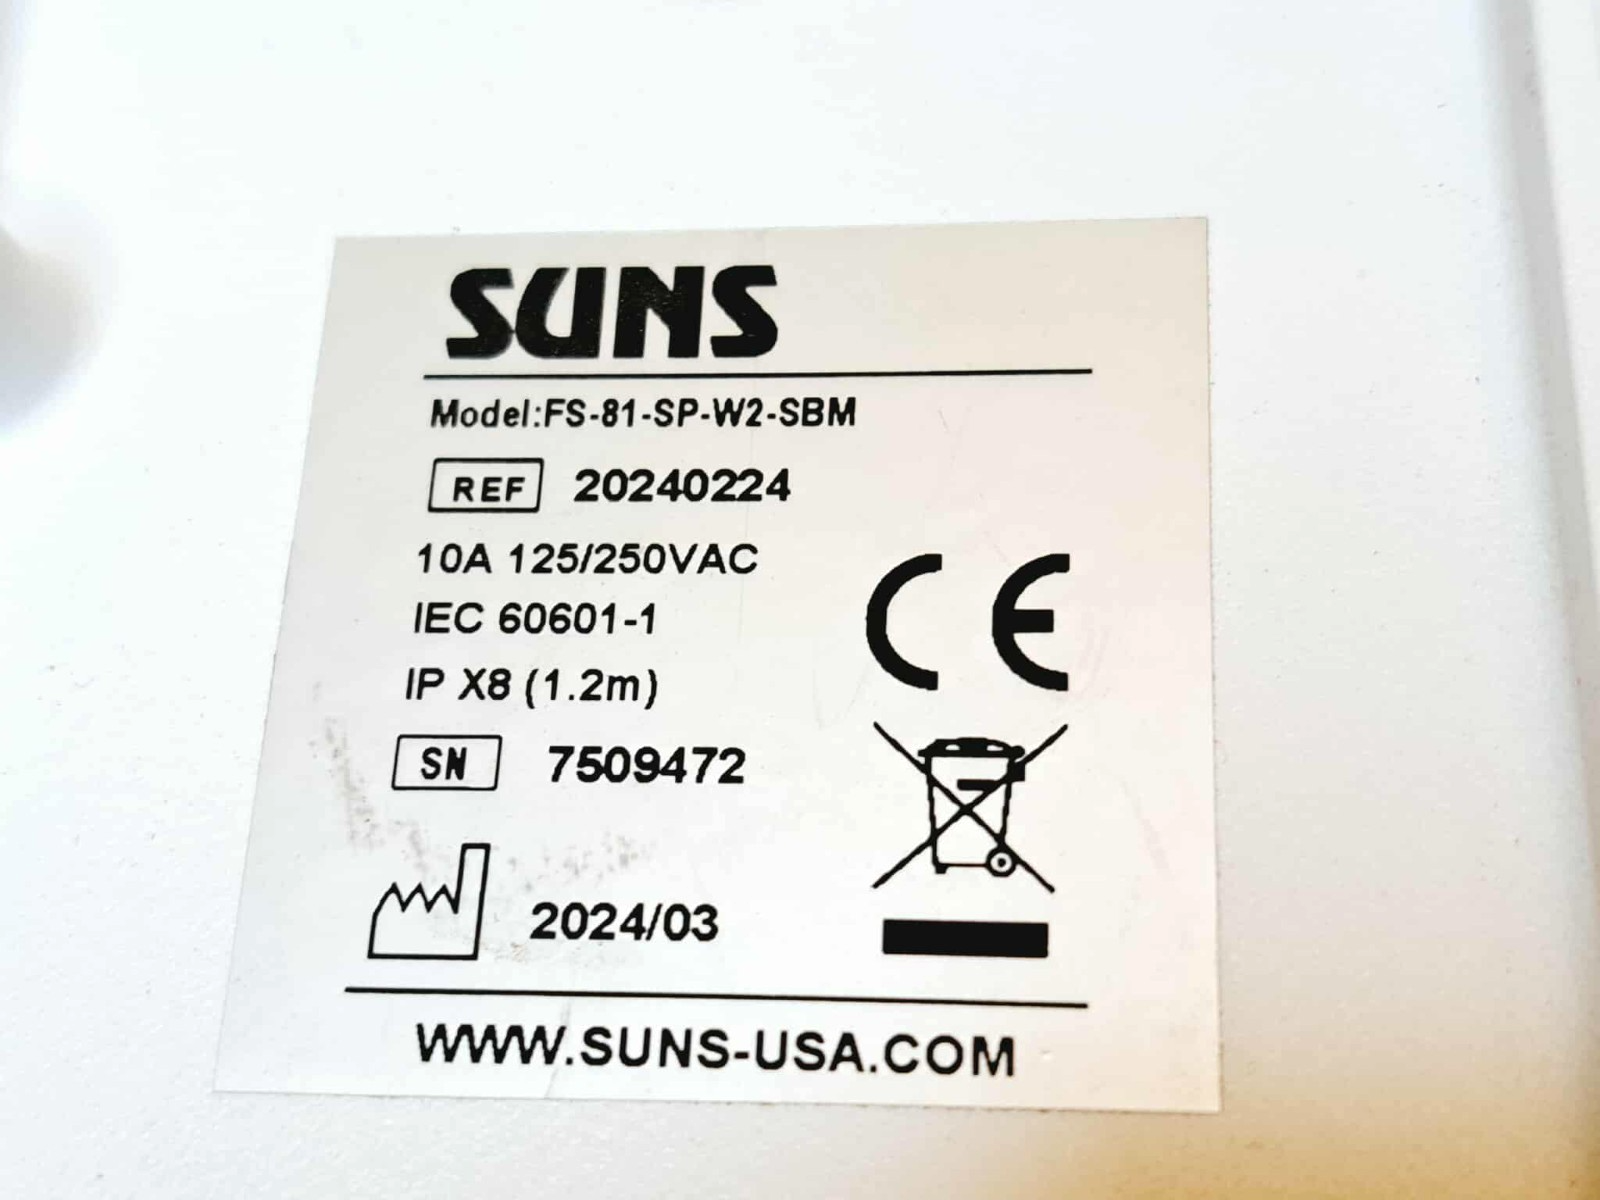 SUNS
Model:FS-81-SP-W2-SBM
REF 20240224
10A 125/250VAC
IEC 60601-1
IP X8 (1.2m)
CE
SN 7509472
2024/03
WWW.SUNS-USA.COM